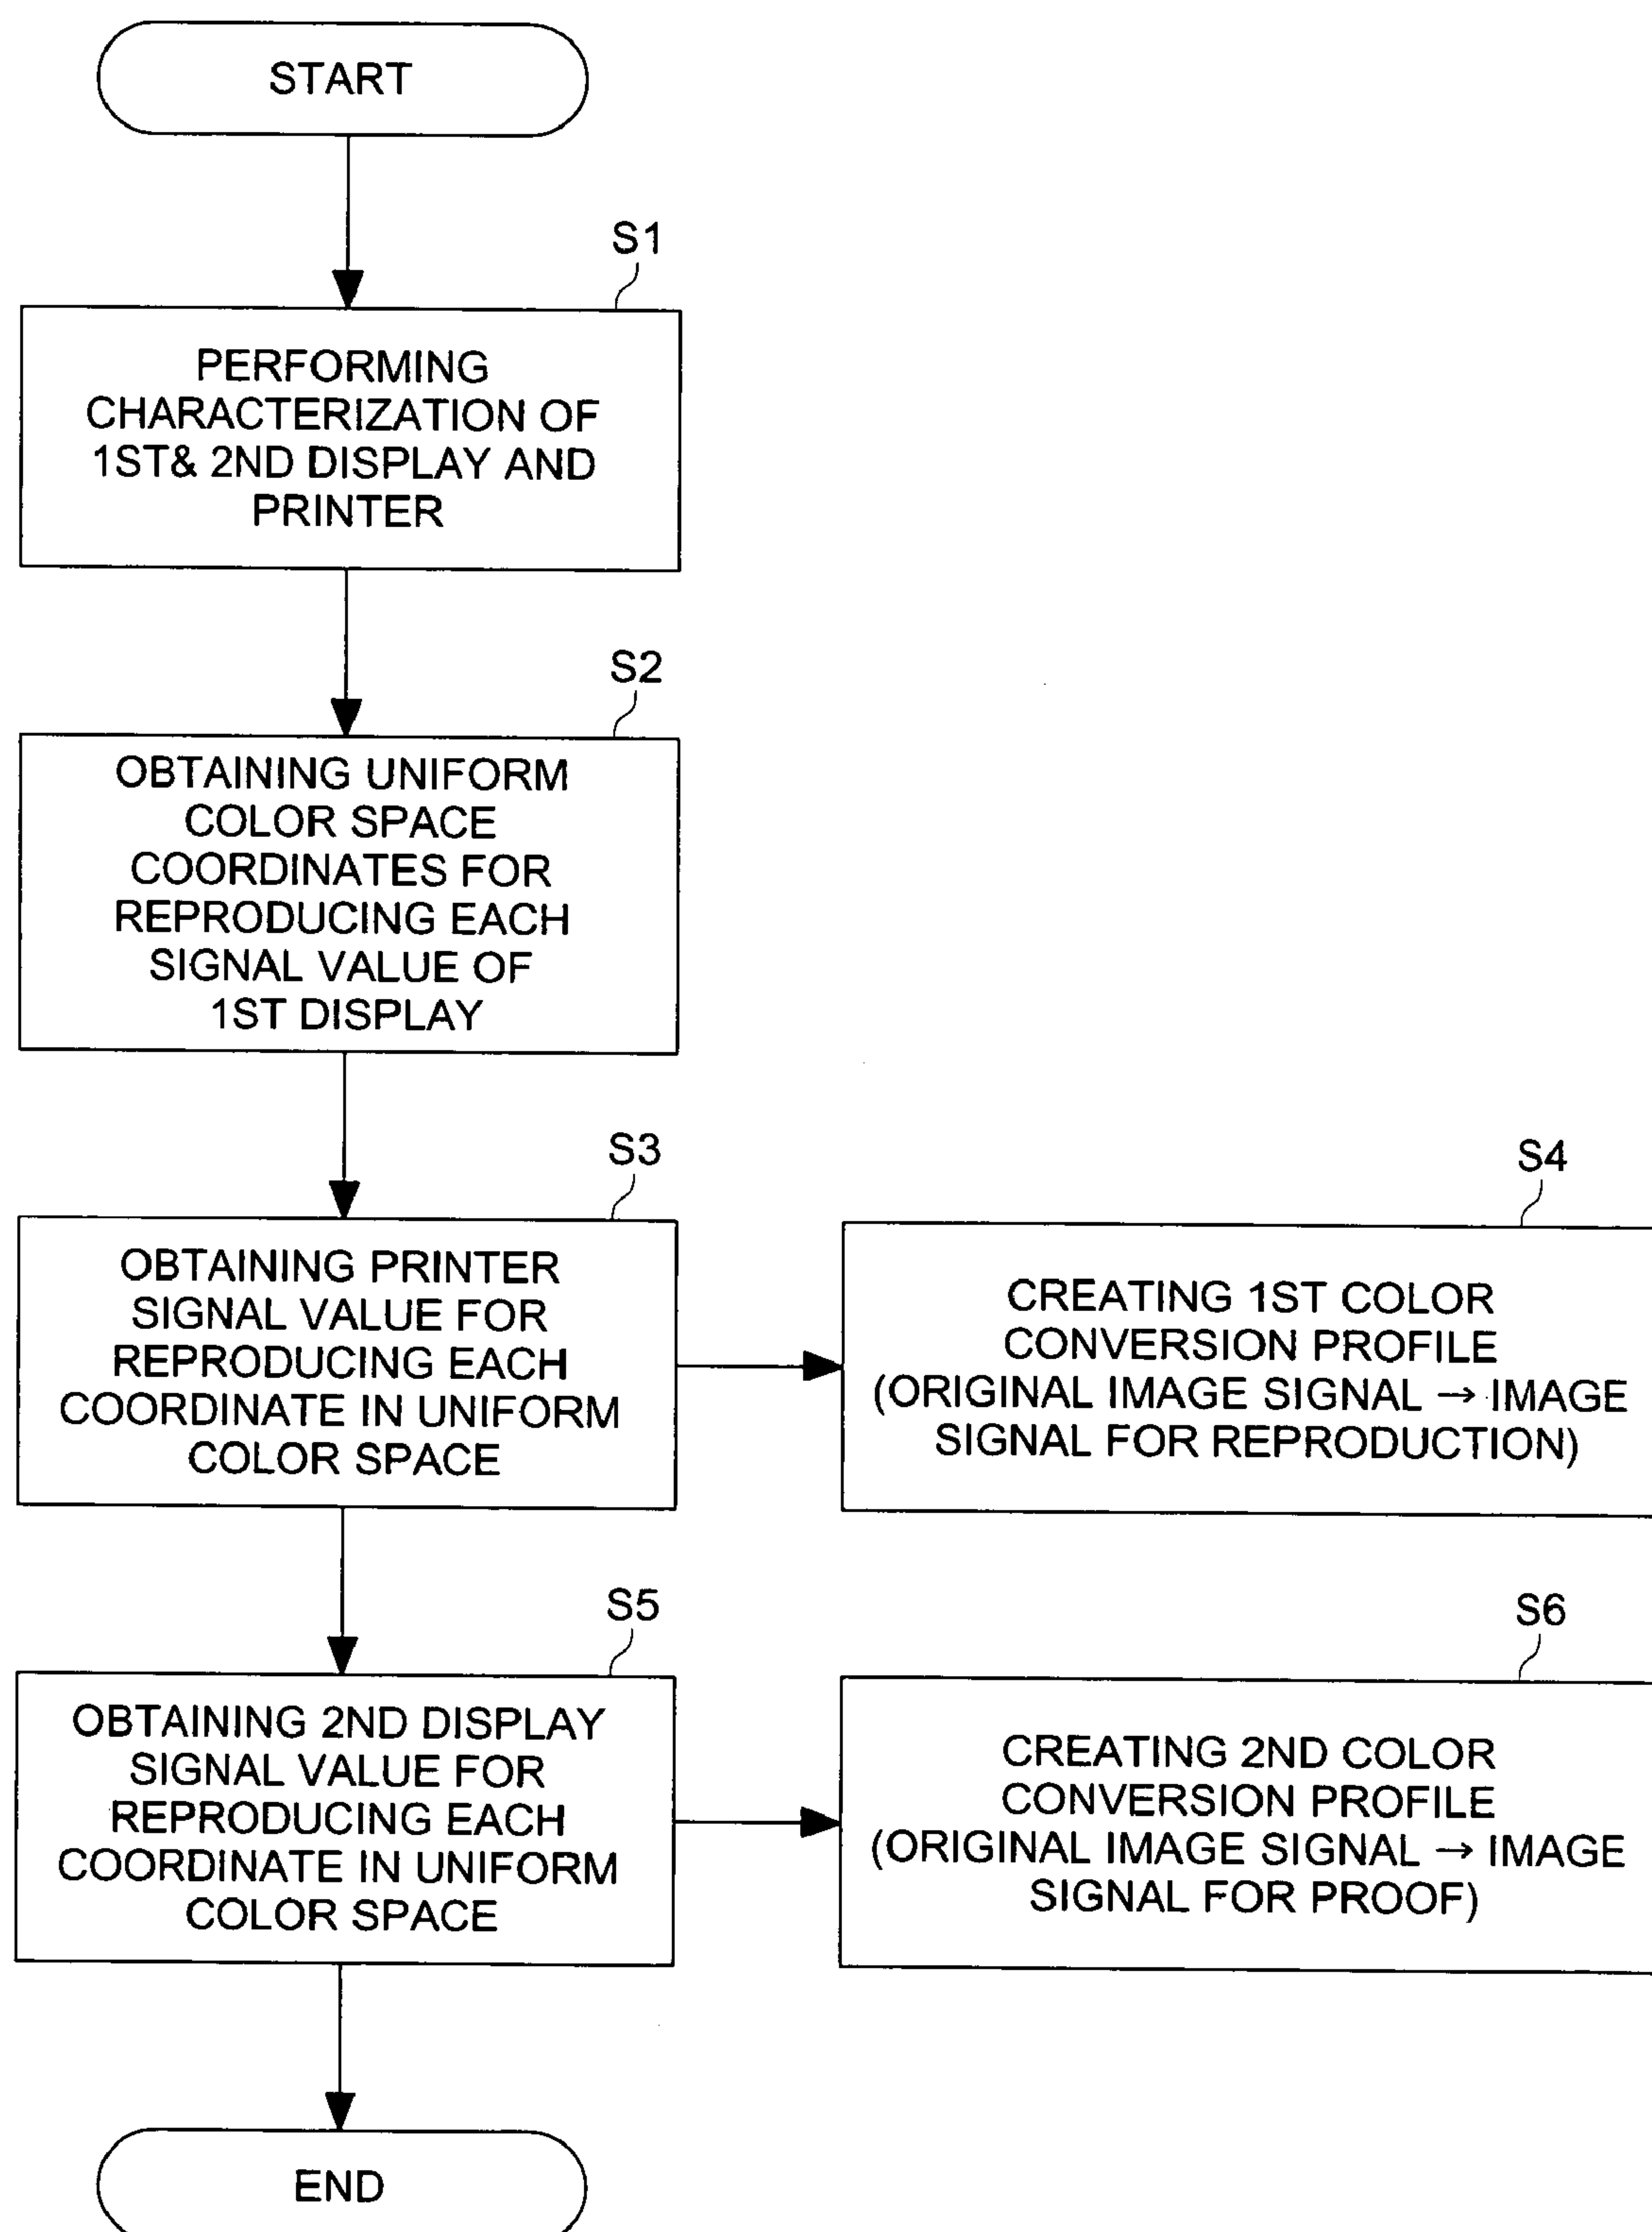 START
S1
PERFORMING
CHARACTERIZATION OF
1ST& 2ND DISPLAY AND
PRINTER
S2
OBTAINING UNIFORM
COLOR SPACE
COORDINATES FOR
REPRODUCING EACH
SIGNAL VALUE OF
1ST DISPLAY
S3
OBTAINING PRINTER
SIGNAL VALUE FOR
REPRODUCING EACH
COORDINATE IN UNIFORM
COLOR SPACE
S4
CREATING 1ST COLOR
CONVERSION PROFILE
(ORIGINAL IMAGE SIGNAL → IMAGE
SIGNAL FOR REPRODUCTION)
S5
OBTAINING 2ND DISPLAY
SIGNAL VALUE FOR
REPRODUCING EACH
COORDINATE IN UNIFORM
COLOR SPACE
S6
CREATING 2ND COLOR
CONVERSION PROFILE
(ORIGINAL IMAGE SIGNAL → IMAGE
SIGNAL FOR PROOF)
END